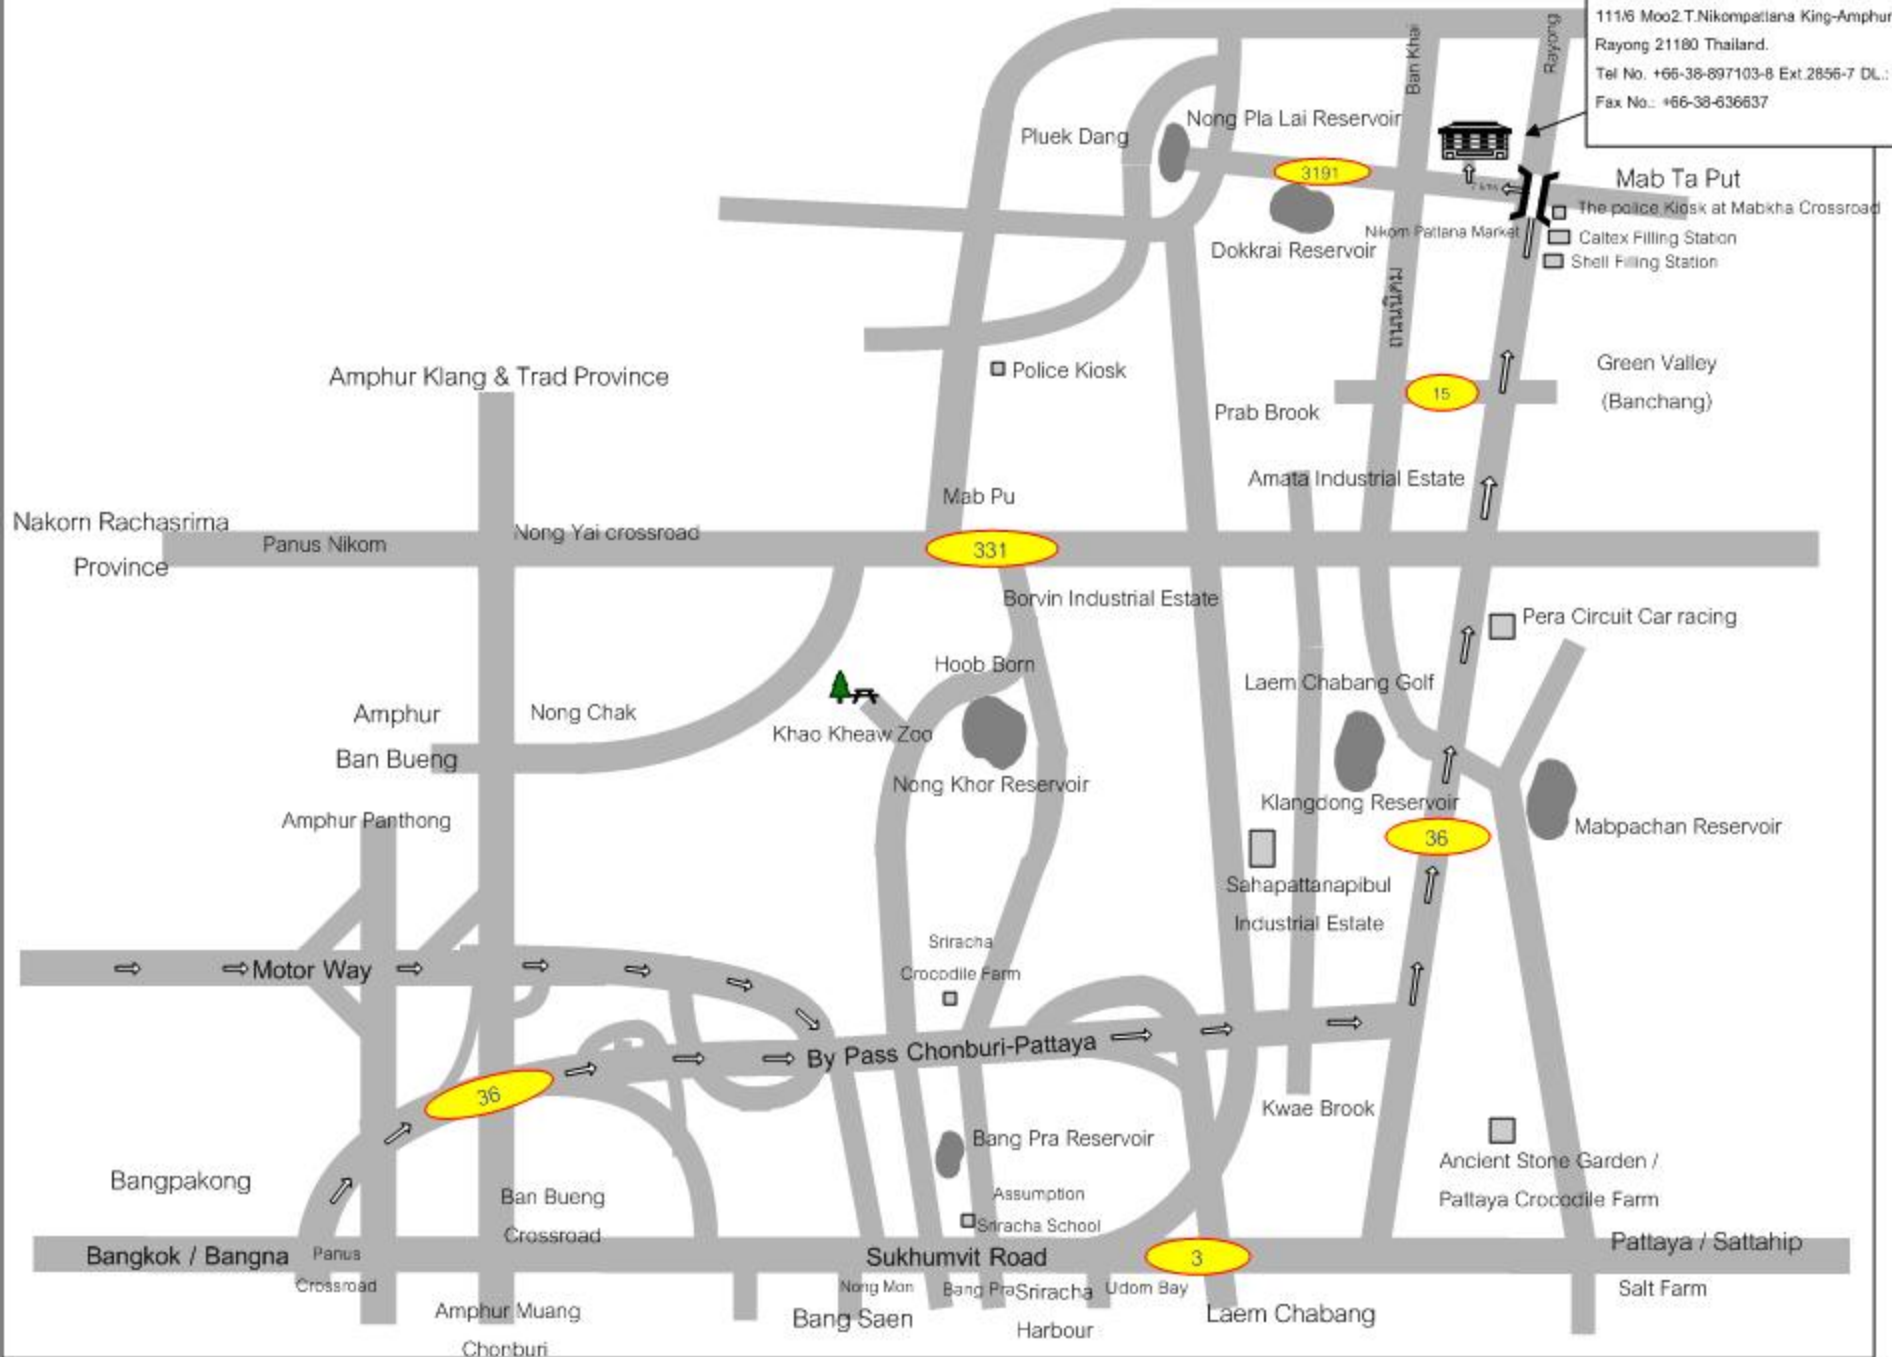 111/6 Moo2.T.Nikompattana King-Amphur
Rayong 21180 Thailand.
Tel No. +66-38-897103-8 Ext.2856-7 DL.:
Fax No.: +66-38-636637
Ban Khai
Rayong
Pluek Dang
Nong Pla Lai Reservoir
3191
Mab Ta Put
The police Kiosk at Mabkha Crossroad
Nikom Pattana Market
Caltex Filling Station
Dokkrai Reservoir
Shell Filling Station
ถนนนิคม
Police Kiosk
Green Valley
(Banchang)
Amphur Klang & Trad Province
15
Prab Brook
Amata Industrial Estate
Mab Pu
Nakorn Rachasrima
Province
Panus Nikom
Nong Yai crossroad
331
Borvin Industrial Estate
Pera Circuit Car racing
Hoob Born
Laem Chabang Golf
Amphur
Ban Bueng
Nong Chak
Khao Kheaw Zoo
Nong Khor Reservoir
Klangdong Reservoir
Amphur Panthong
36
Mabpachan Reservoir
Sahapattanapibul
Industrial Estate
Sriracha
Crocodile Farm
Motor Way
By Pass Chonburi-Pattaya
36
Kwae Brook
Bang Pra Reservoir
Ancient Stone Garden /
Pattaya Crocodile Farm
Bangpakong
Ban Bueng
Crossroad
Assumption
Sriracha School
Bangkok / Bangna
Panus
Crossroad
Sukhumvit Road
3
Pattaya / Sattahip
Nong Mon
Bang Pra
Sriracha
Harbour
Udom Bay
Salt Farm
Amphur Muang
Chonburi
Bang Saen
Laem Chabang